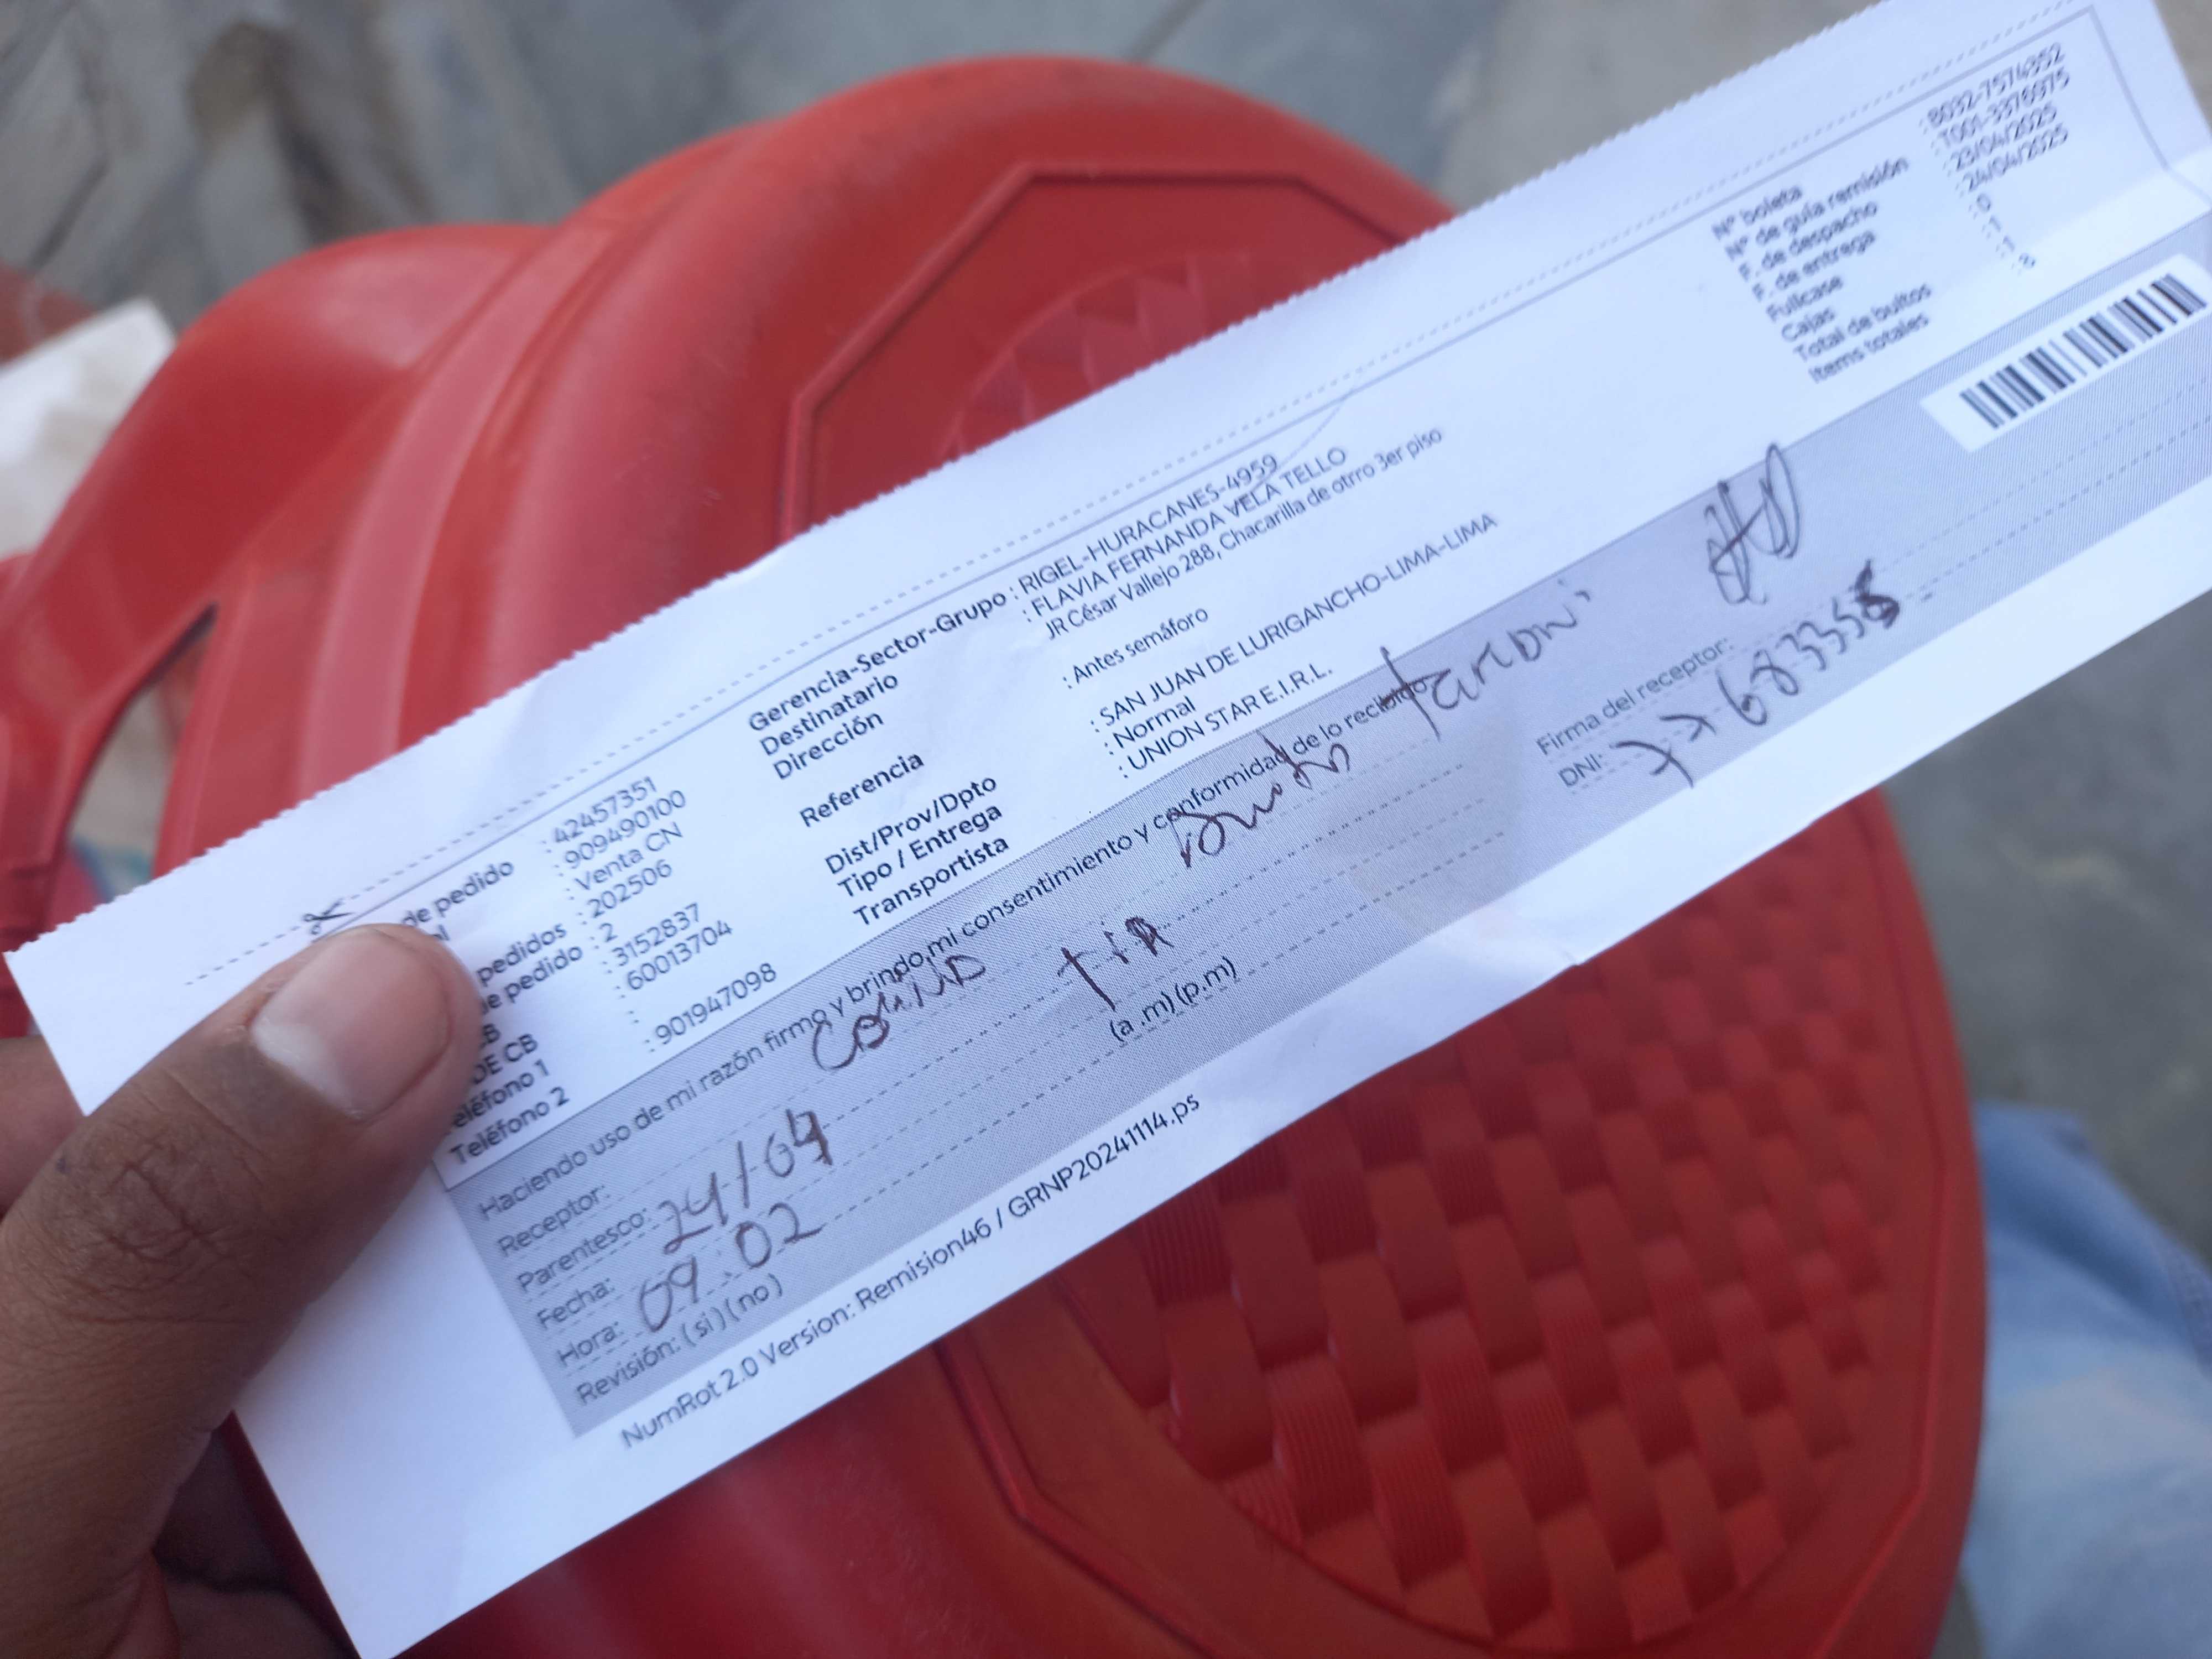 de pedido : 42457351
: 909490100
: Venta CN
pedidos : 202506
de pedido : 2
: 3152837
DE CB : 60013704
Teléfono 1 :
Teléfono 2 : 901947098
Gerencia-Sector-Grupo : RIGEL-HURACANES-4959
Destinatario : FLAVIA FERNANDA VELA TELLO
Dirección JR César Vallejo 288, Chacarilla de otrro 3er piso
Referencia : Antes semáforo
Dist/Prov/Dpto : SAN JUAN DE LURIGANCHO-LIMA-LIMA
Tipo / Entrega : Normal
Transportista : UNION STAR E.I.R.L.
N° boleta : B032-7574352
N° de guía remisión : T001-3376975
F. de despacho : 23/04/2025
F. de entrega : 24/04/2025
Fullcase : 0
Cajas : 1
Total de bultos : 1
Items totales : 8
Haciendo uso de mi razón firmo y brindo mi consentimiento y conformidad de lo recibido
Receptor:
Parentesco: tia
Fecha: 24/04
Hora: 09:02 (a.m) (p.m)
Revisión: (si) (no)
Firma del receptor:
DNI:
NumRot 2.0 Version: Remision46 / GRNP20241114.ps